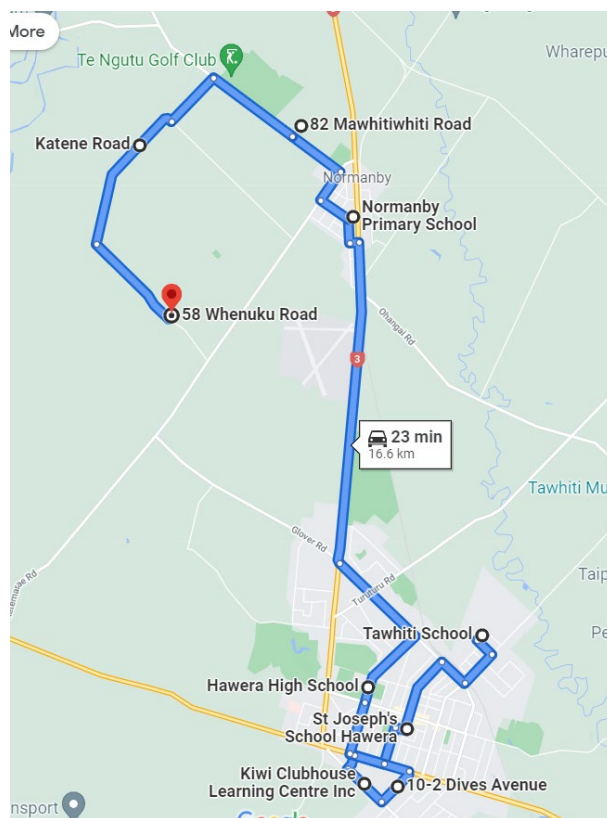 More
Te Ngutu Golf Club
Wharepu
82 Mawhitiwhiti Road
Katene Road
Normanby
Normanby
Primary School
58 Whenuku Road
Ohangai Rd
3
23 min
16.6 km
Tawhiti Mu
Glover Rd
Turuturu Rd
Taip
Tawhiti School
Pe
Hawera High School
St Joseph's
School Hawera
Kiwi Clubhouse
Learning Centre Inc
10-2 Dives Avenue
nsport
Google